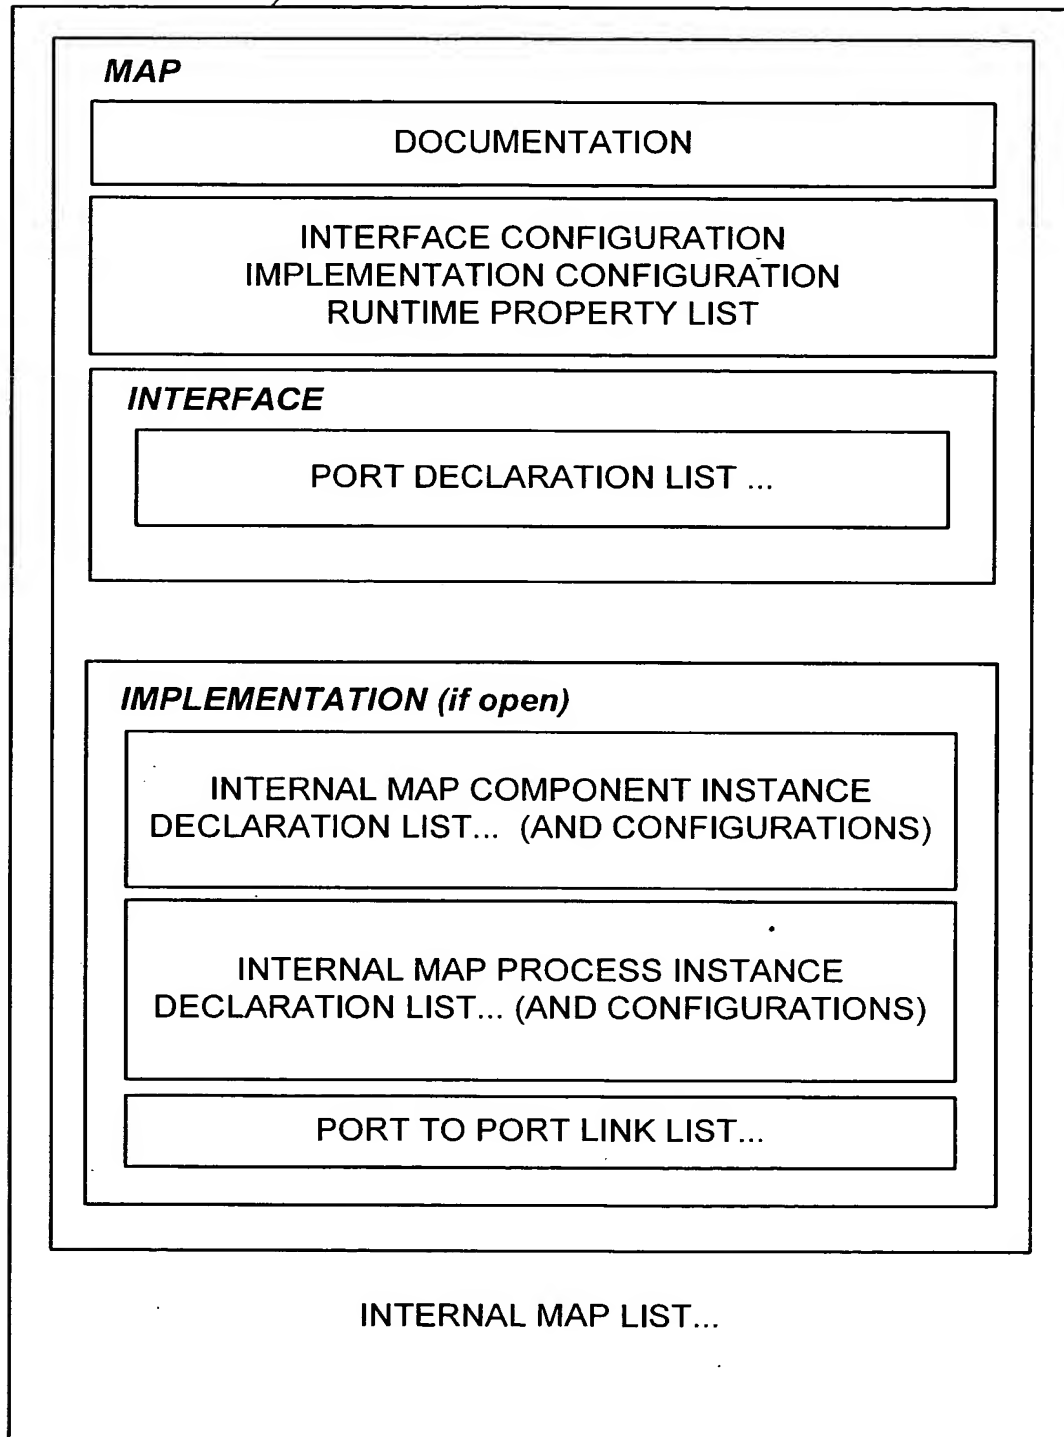 MAP
DOCUMENTATION
INTERFACE CONFIGURATION
IMPLEMENTATION CONFIGURATION
RUNTIME PROPERTY LIST
INTERFACE
PORT DECLARATION LIST ...
IMPLEMENTATION (if open)
INTERNAL MAP COMPONENT INSTANCE
DECLARATION LIST... (AND CONFIGURATIONS)
INTERNAL MAP PROCESS INSTANCE
DECLARATION LIST... (AND CONFIGURATIONS)
PORT TO PORT LINK LIST...
INTERNAL MAP LIST...